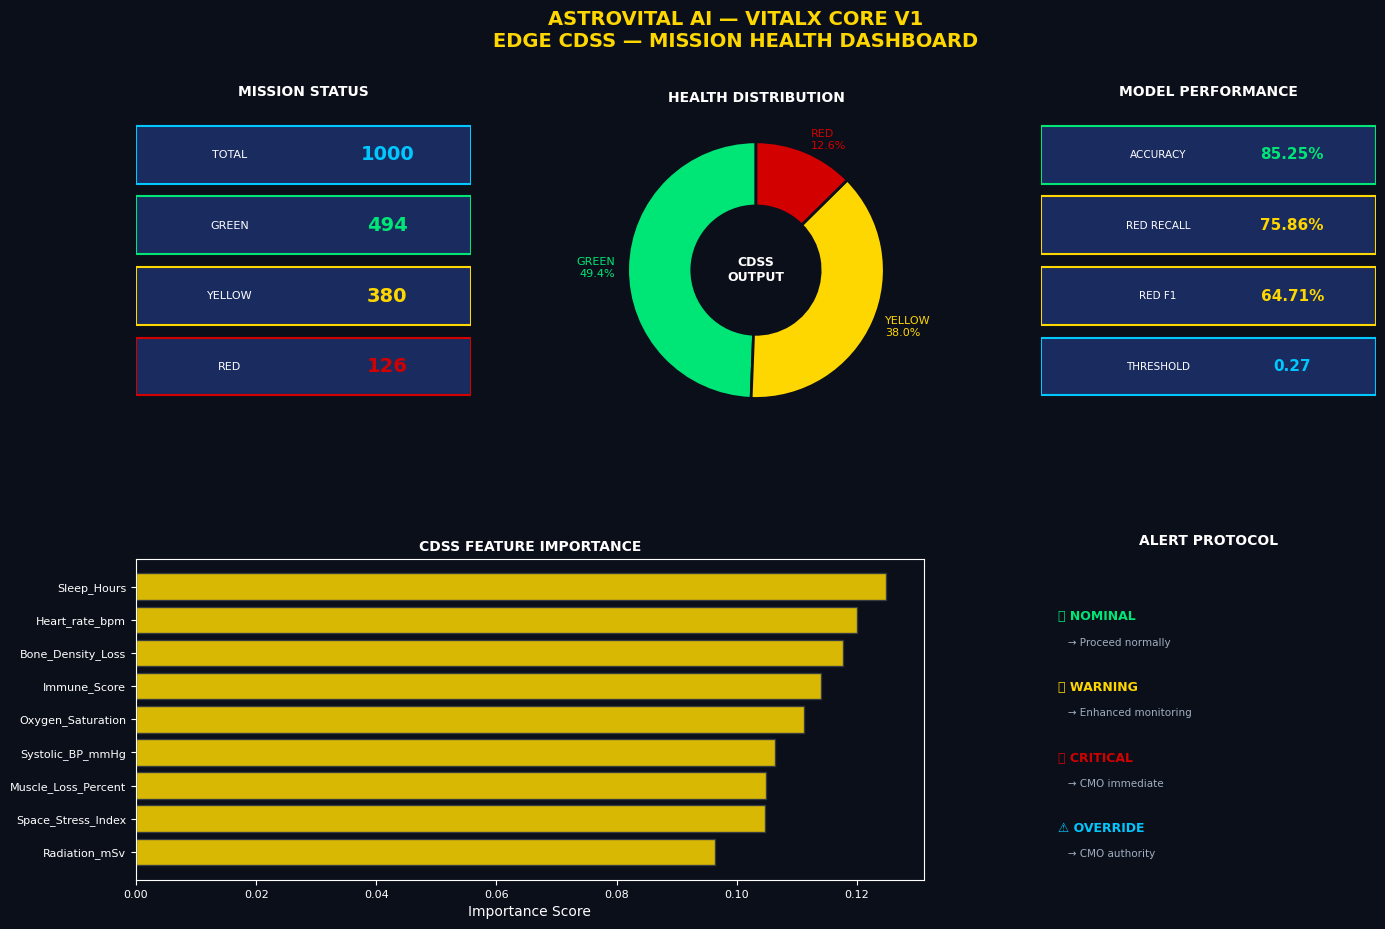 ASTROVITAL AI — VITALX CORE V1
EDGE CDSS — MISSION HEALTH DASHBOARD
MISSION STATUS
TOTAL 1000
GREEN 494
YELLOW 380
RED 126
HEALTH DISTRIBUTION
RED
12.6%
GREEN
49.4%
CDSS
OUTPUT
YELLOW
38.0%
MODEL PERFORMANCE
ACCURACY 85.25%
RED RECALL 75.86%
RED F1 64.71%
THRESHOLD 0.27
CDSS FEATURE IMPORTANCE
Sleep_Hours
Heart_rate_bpm
Bone_Density_Loss
Immune_Score
Oxygen_Saturation
Systolic_BP_mmHg
Muscle_Loss_Percent
Space_Stress_Index
Radiation_mSv
0.00 0.02 0.04 0.06 0.08 0.10 0.12
Importance Score
ALERT PROTOCOL
NOMINAL
→ Proceed normally
WARNING
→ Enhanced monitoring
CRITICAL
→ CMO immediate
⚠ OVERRIDE
→ CMO authority